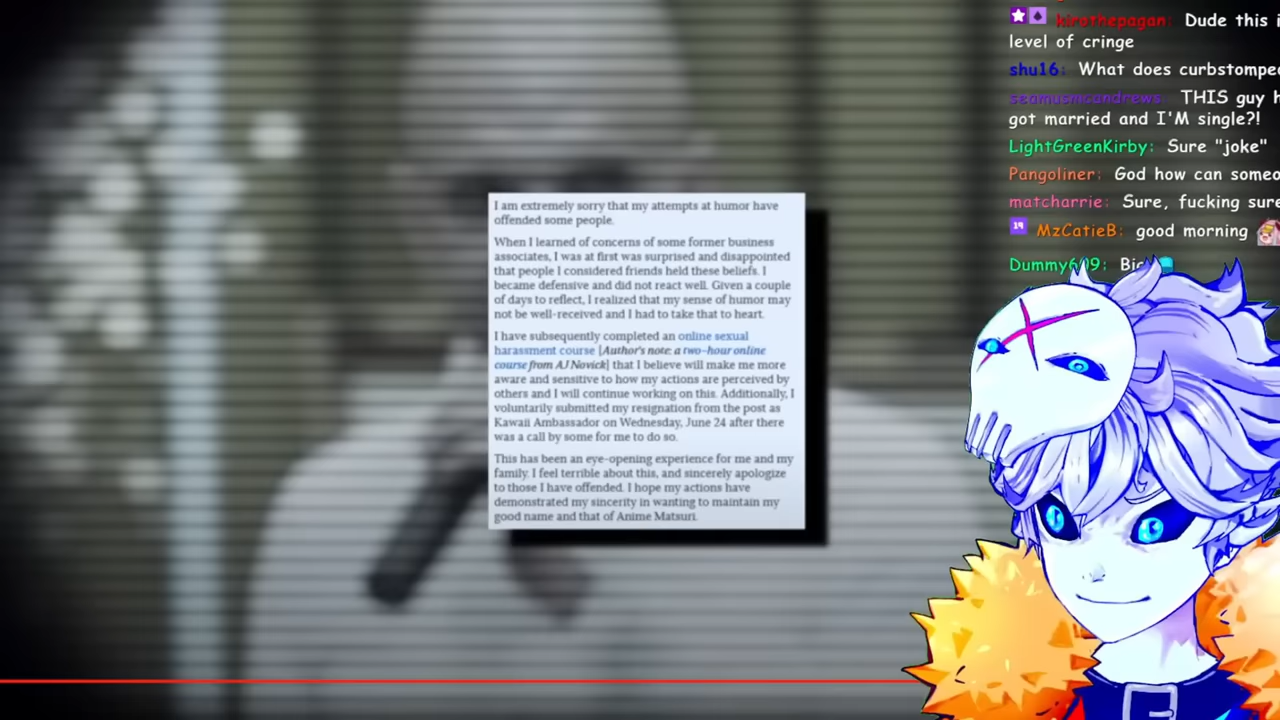 I am extremely sorry that my attempts at humor have
offended some people.
When I learned of concerns of some former business
associates, I was at first was surprised and disappointed
that people I considered friends held these beliefs. I
became defensive and did not react well. Given a couple
of days to reflect, I realized that my sense of humor may
not be well-received and I had to take that to heart.
I have subsequently completed an online sexual
harassment course [Author's note: a two-hour online
course from AJ Novick] that I believe will make me more
aware and sensitive to how my actions are perceived by
others and I will continue working on this. Additionally, I
voluntarily submitted my resignation from the post as
Kawaii Ambassador on Wednesday, June 24 after there
was a call by some for me to do so.
This has been an eye-opening experience for me and my
family. I feel terrible about this, and sincerely apologize
to those I have offended. I hope my actions have
demonstrated my sincerity in wanting to maintain my
good name and that of Anime Matsuri.
kirothepagan: Dude this i
level of cringe
shu16: What does curbstomped
seamusmcandrews: THIS guy h
got married and I'M single?!
LightGreenKirby: Sure "joke"
Pangoliner: God how can someo
matcharrie: Sure, fucking sure
19 MzCatieB: good morning
Dummy609: